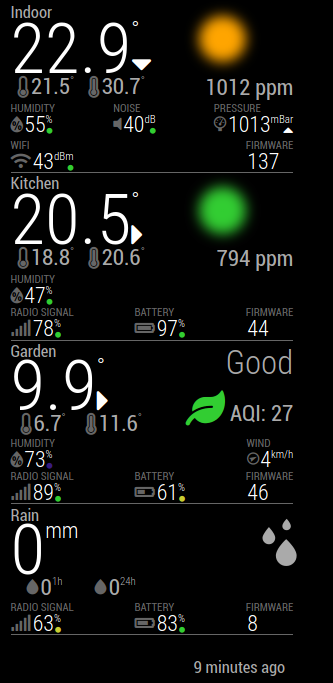 Indoor
22.9°
21.5° 30.7° 1012 ppm
HUMIDITY NOISE PRESSURE
55% 40dB 1013mBar
WIFI FIRMWARE
43dBm 137
Kitchen
20.5°
18.8° 20.6° 794 ppm
HUMIDITY
47%
RADIO SIGNAL BATTERY FIRMWARE
78% 97% 44
Garden
9.9° Good
6.7° 11.6° AQI: 27
HUMIDITY WIND
73% 4km/h
RADIO SIGNAL BATTERY FIRMWARE
89% 61% 46
Rain
0mm
0 1h 0 24h
RADIO SIGNAL BATTERY FIRMWARE
63% 83% 8
9 minutes ago